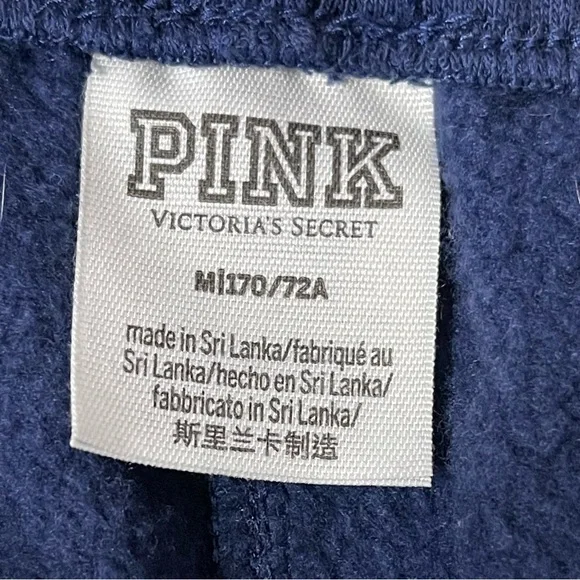 PINK
VICTORIA'S SECRET
M|170/72A
made in Sri Lanka/fabriqué au
Sri Lanka/hecho en Sri Lanka/
fabbricato in Sri Lanka/
斯里兰卡制造